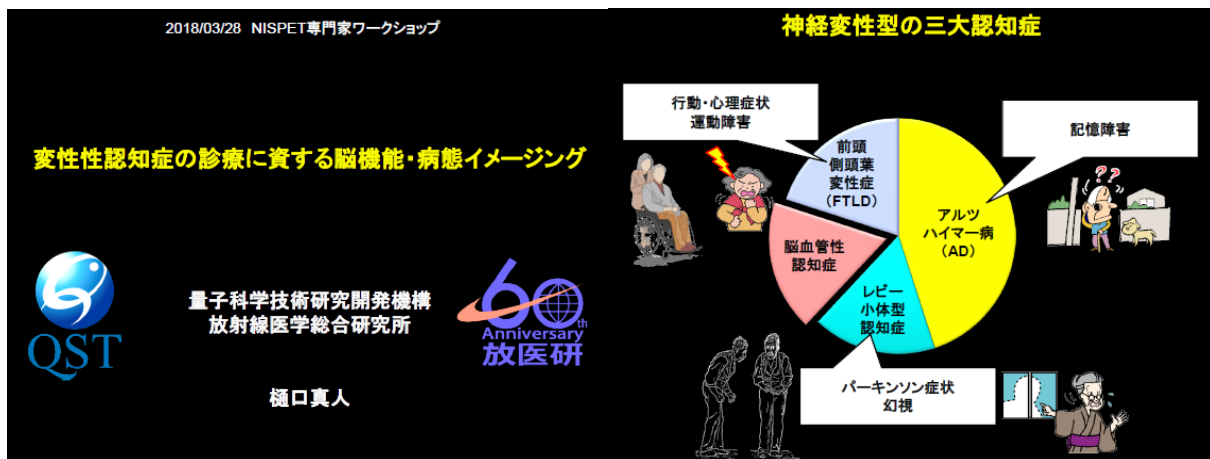 2018/03/28 NISPET専門家ワークショップ
変性性認知症の診療に資する脳機能・病態イメージング
QST
量子科学技術研究開発機構
放射線医学総合研究所
60th
Anniversary
放医研
樋口真人
神経変性型の三大認知症
行動・心理症状
運動障害
記憶障害
前頭
側頭葉
変性症
(FTLD)
??
アルツ
ハイマー病
(AD)
脳血管性
認知症
レビー
小体型
認知症
パーキンソン症状
幻視